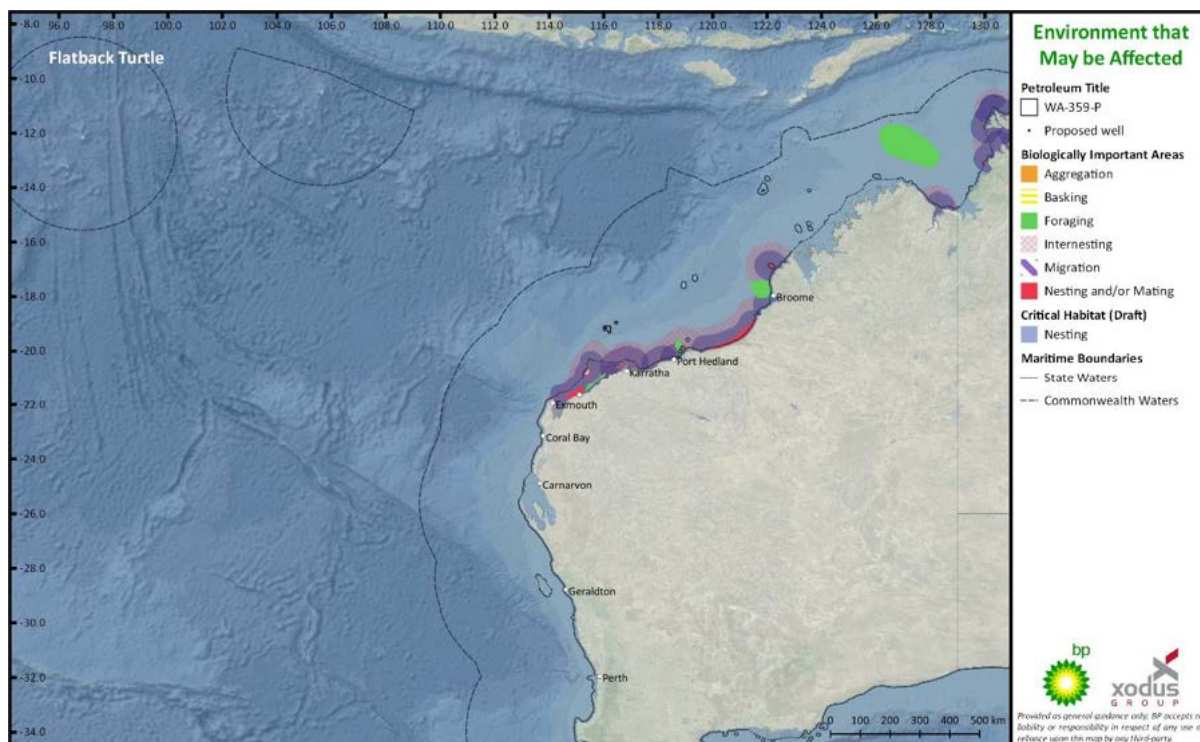 96.0 98.0 100.0 102.0 104.0 106.0 108.0 110.0 112.0 114.0 116.0 118.0 120.0 122.0 124.0 126.0 128.0 130.0
-8.0
-10.0
-12.0
-14.0
-16.0
-18.0
-20.0
-22.0
-24.0
-26.0
-28.0
-30.0
-32.0
-34.0
Flatback Turtle
Broome
Port Hedland
Karratha
Exmouth
Coral Bay
Carnarvon
Geraldton
Perth
0 100 200 300 400 500 km
Environment that
May be Affected
Petroleum Title
WA-359-P
Proposed well
Biologically Important Areas
Aggregation
Basking
Foraging
Internesting
Migration
Nesting and/or Mating
Critical Habitat (Draft)
Nesting
Maritime Boundaries
State Waters
Commonwealth Waters
bp
xodus
GROUP
Provided as general guidance only; BP accepts n
liability or responsibility in respect of any use o
reliance upon this map by any third-party.